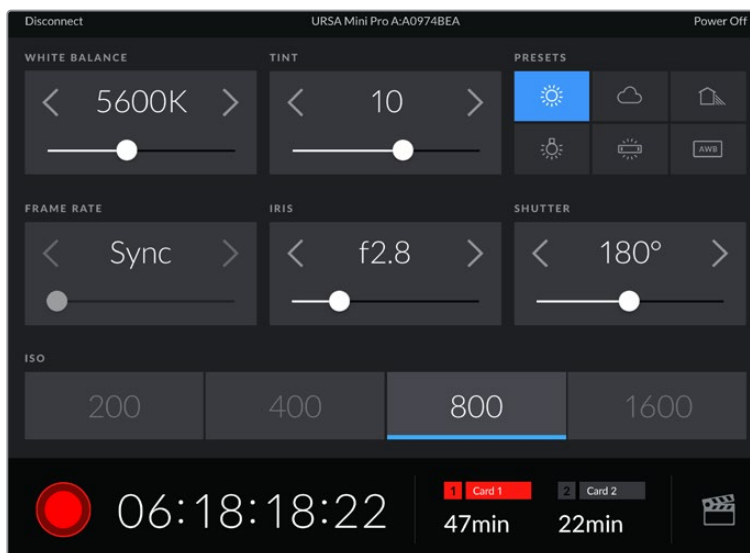 Disconnect URSA Mini Pro A:A0974BEA Power Off
WHITE BALANCE TINT PRESETS
5600K 10
AWB
FRAME RATE IRIS SHUTTER
Sync f2.8 180°
ISO
200 400 800 1600
06:18:18:22
1 Card 1 2 Card 2
47min 22min